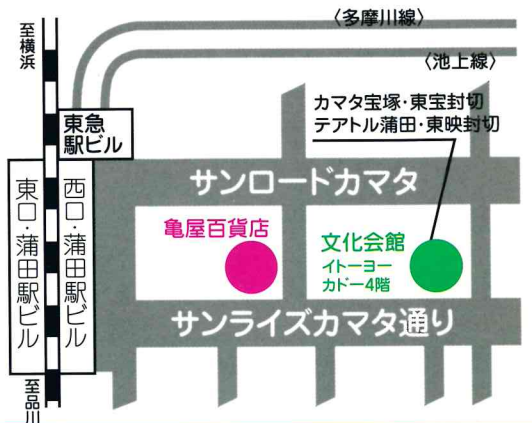 至横浜
〈多摩川線〉
〈池上線〉
カマタ宝塚・東宝封切
テアトル蒲田・東映封切
東急
駅ビル
サンロードカマタ
東口・蒲田駅ビル
西口・蒲田駅ビル
亀屋百貨店
文化会館
イトーヨー
カドー4階
サンライズカマタ通り
至品川